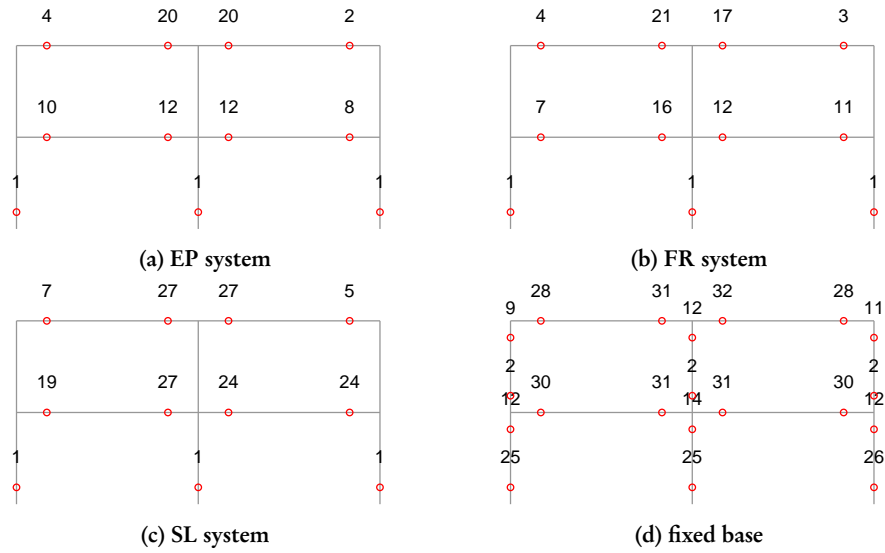 4 20 20 2 4 21 17 3
10 12 12 8 7 16 12 11
1 1 1 1 1 1
(a) EP system (b) FR system
7 27 27 5 9 28 31 12 32 28 11
19 27 24 24 2 30 31 2 31 30 2
12 14 12
1 1 1 25 25 26
(c) SL system (d) fixed base